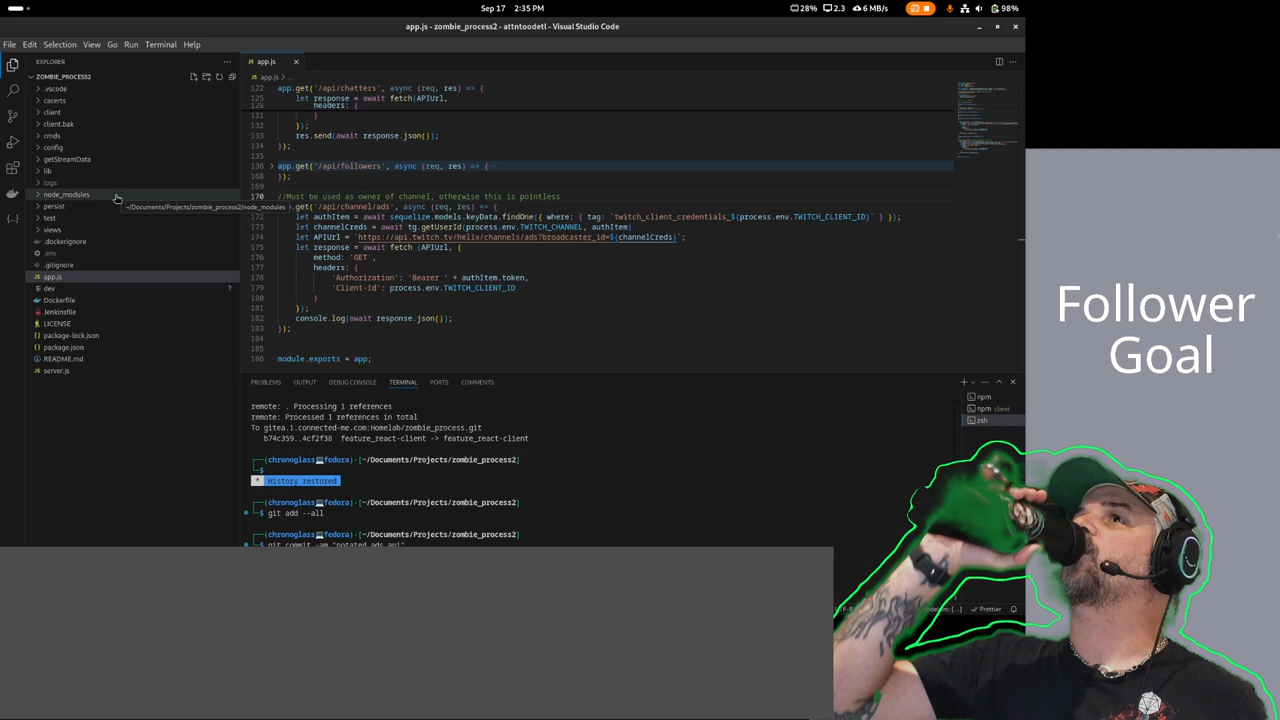 Sep 17 2:35 PM
28% 2.3 6 MB/s 98%
app.js - zombie_process2 - attntoodetl - Visual Studio Code
File Edit Selection View Go Run Terminal Help
EXPLORER
ZOMBIE_PROCESS2
.vscode
cacerts
client
client.bak
cmds
config
getStreamData
lib
logs
node_modules
~/Documents/Projects/zombie_process2/node_modules
persist
test
views
.dockerignore
.env
.gitignore
app.js
dev ?
Dockerfile
Jenkinsfile
LICENSE
package-lock.json
package.json
README.md
server.js
app.js
app.js > ...
122 app.get('/api/chatters', async (req, res) => {
125 let response = await fetch(APIUrl,
headers: {
131 }
132 });
133 res.send(await response.json());
134 });
135
136 app.get('/api/followers', async (req, res) => {
168 });
169
170 //Must be used as owner of channel, otherwise this is pointless
.get('/api/channel/ads', async (req, res) => {
172 let authItem = await sequelize.models.keyData.findOne({ where: { tag: `twitch_client_credentials_${process.env.TWITCH_CLIENT_ID}` } });
173 let channelCreds = await tg.getUserId(process.env.TWITCH_CHANNEL, authItem)
174 let APIUrl = `https://api.twitch.tv/helix/channels/ads?broadcaster_id=${channelCreds}`;
175 let response = await fetch (APIUrl, {
176 method: 'GET',
177 headers: {
178 'Authorization': 'Bearer ' + authItem.token,
179 'Client-Id': process.env.TWITCH_CLIENT_ID
180 }
181 });
182 console.log(await response.json());
183 });
184
185
186 module.exports = app;
PROBLEMS OUTPUT DEBUG CONSOLE TERMINAL PORTS COMMENTS
remote: . Processing 1 references
remote: Processed 1 references in total
To gitea.1.connected-me.com:Homelab/zombie_process.git
b74c359..4cf2f38 feature_react-client -> feature_react-client
(chronoglass💻fedora)-[~/Documents/Projects/zombie_process2]
$
* History restored
(chronoglass💻fedora)-[~/Documents/Projects/zombie_process2]
$ git add --all
(chronoglass💻fedora)-[~/Documents/Projects/zombie_process2]
$ git commit -am "notated ads api"
npm
npm client
zsh
Prettier
Follower
Goal